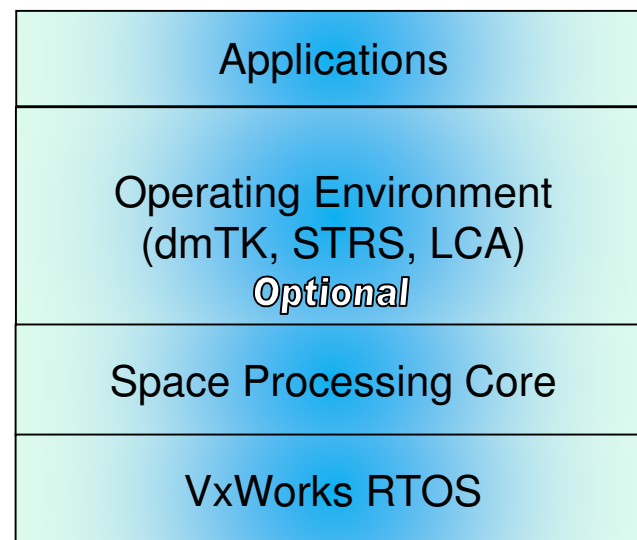 Applications
Operating Environment
(dmTK, STRS, LCA)
Optional
Space Processing Core
VxWorks RTOS